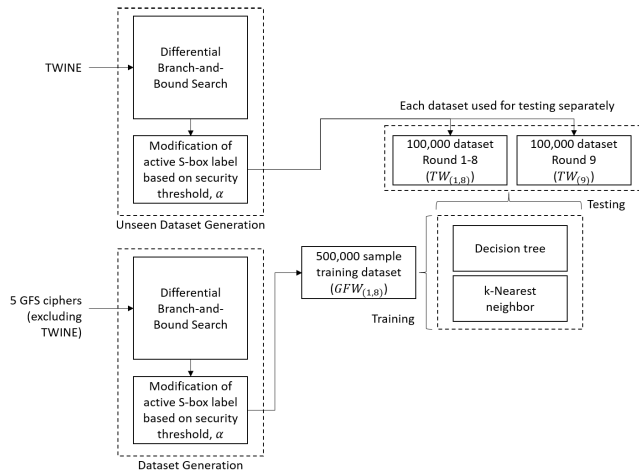 TWINE
Differential
Branch-and-
Bound Search
Modification of
active S-box label
based on security
threshold, α
Unseen Dataset Generation
Each dataset used for testing separately
100,000 dataset
Round 1-8
(TW(1,8))
100,000 dataset
Round 9
(TW(9))
Testing
Decision tree
k-Nearest
neighbor
Training
500,000 sample
training dataset
(GFW(1,8))
5 GFS ciphers
(excluding
TWINE)
Differential
Branch-and-
Bound Search
Modification of
active S-box label
based on security
threshold, α
Dataset Generation